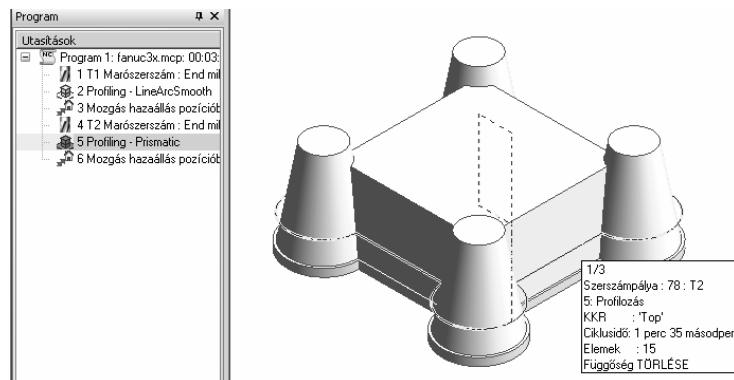 Program
Utasítások
Program 1: fanuc3x.mcp: 00:03:
1 T1 Marószerszám : End mil
2 Profiling - LineArcSmooth
3 Mozgás hazaállás pozíciób
4 T2 Marószerszám : End mil
5 Profiling - Prismatic
6 Mozgás hazaállás pozíciób
1/3
Szerszámpálya : 78 : T2
5: Profilozás
KKR : 'Top'
Ciklusidő: 1 perc 35 másodper
Elemek : 15
Függőség TÖRLÉSE